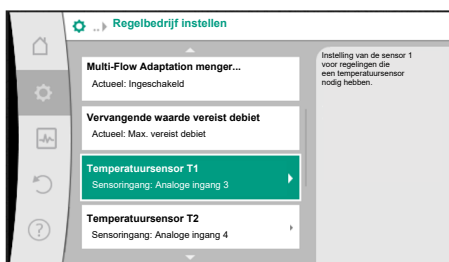 ..▸ Regelbedrijf instellen
Multi-Flow Adaptation menger...
Actueel: Ingeschakeld
Vervangende waarde vereist debiet
Actueel: Max. vereist debiet
Temperatuursensor T1
Sensoringang: Analoge ingang 3
Temperatuursensor T2
Sensoringang: Analoge ingang 4
Instelling van de sensor 1
voor regelingen die
een temperatuursensor
nodig hebben.